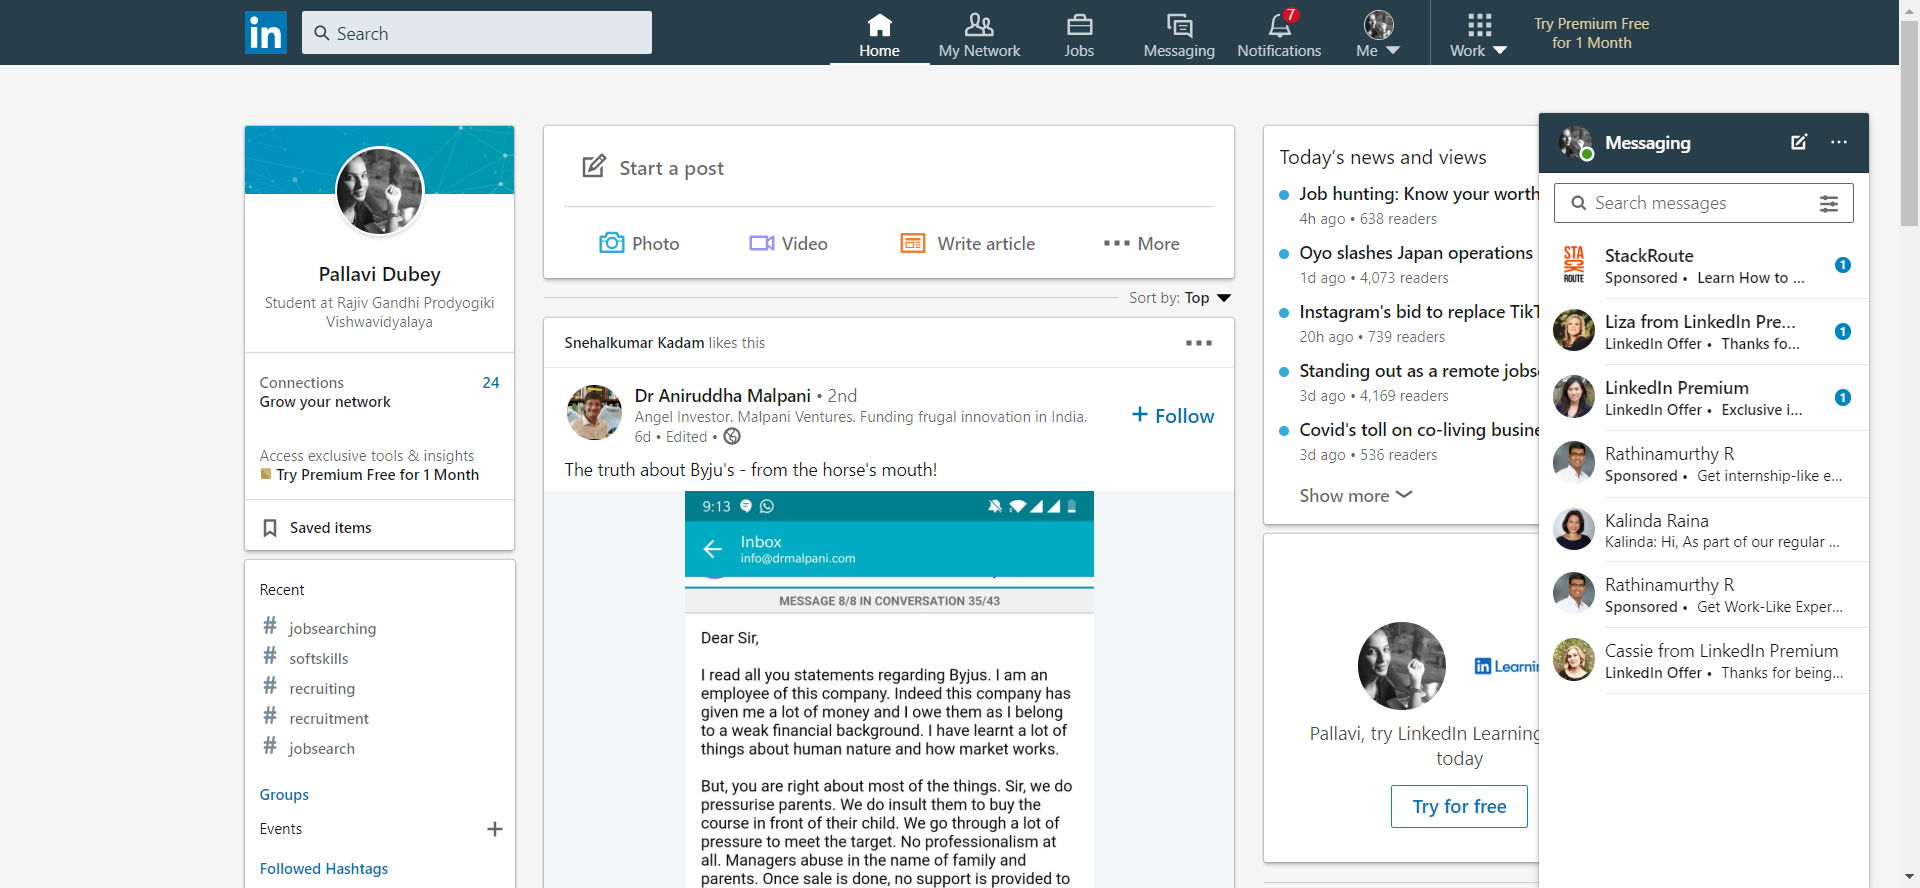 in
Search
Home
My Network
Jobs
Messaging
7
Notifications
Me
Work
Try Premium Free
for 1 Month
Pallavi Dubey
Student at Rajiv Gandhi Prodyogiki
Vishwavidyalaya
Connections 24
Grow your network
Access exclusive tools & insights
Try Premium Free for 1 Month
Saved items
Recent
# jobsearching
# softskills
# recruiting
# recruitment
# jobsearch
Groups
Events +
Followed Hashtags
Start a post
Photo
Video
Write article
More
Sort by: Top
Snehalkumar Kadam likes this
Dr Aniruddha Malpani • 2nd
Angel Investor. Malpani Ventures. Funding frugal innovation in India.
6d • Edited •
+ Follow
The truth about Byju's - from the horse's mouth!
9:13
Inbox
info@drmalpani.com
MESSAGE 8/8 IN CONVERSATION 35/43
Dear Sir,
I read all you statements regarding Byjus. I am an
employee of this company. Indeed this company has
given me a lot of money and I owe them as I belong
to a weak financial background. I have learnt a lot of
things about human nature and how market works.
But, you are right about most of the things. Sir, we do
pressurise parents. We do insult them to buy the
course in front of their child. We go through a lot of
pressure to meet the target. No professionalism at
all. Managers abuse in the name of family and
parents. Once sale is done, no support is provided to
Today's news and views
Job hunting: Know your worth
4h ago • 638 readers
Oyo slashes Japan operations
1d ago • 4,073 readers
Instagram's bid to replace TikT
20h ago • 739 readers
Standing out as a remote jobs
3d ago • 4,169 readers
Covid's toll on co-living busine
3d ago • 536 readers
Show more
in Learnin
Pallavi, try LinkedIn Learning
today
Try for free
Messaging
Search messages
STACKROUTE
StackRoute
Sponsored • Learn How to ...
1
Liza from LinkedIn Pre...
LinkedIn Offer • Thanks fo...
1
LinkedIn Premium
LinkedIn Offer • Exclusive i...
1
Rathinamurthy R
Sponsored • Get internship-like e...
Kalinda Raina
Kalinda: Hi, As part of our regular ...
Rathinamurthy R
Sponsored • Get Work-Like Exper...
Cassie from LinkedIn Premium
LinkedIn Offer • Thanks for being...